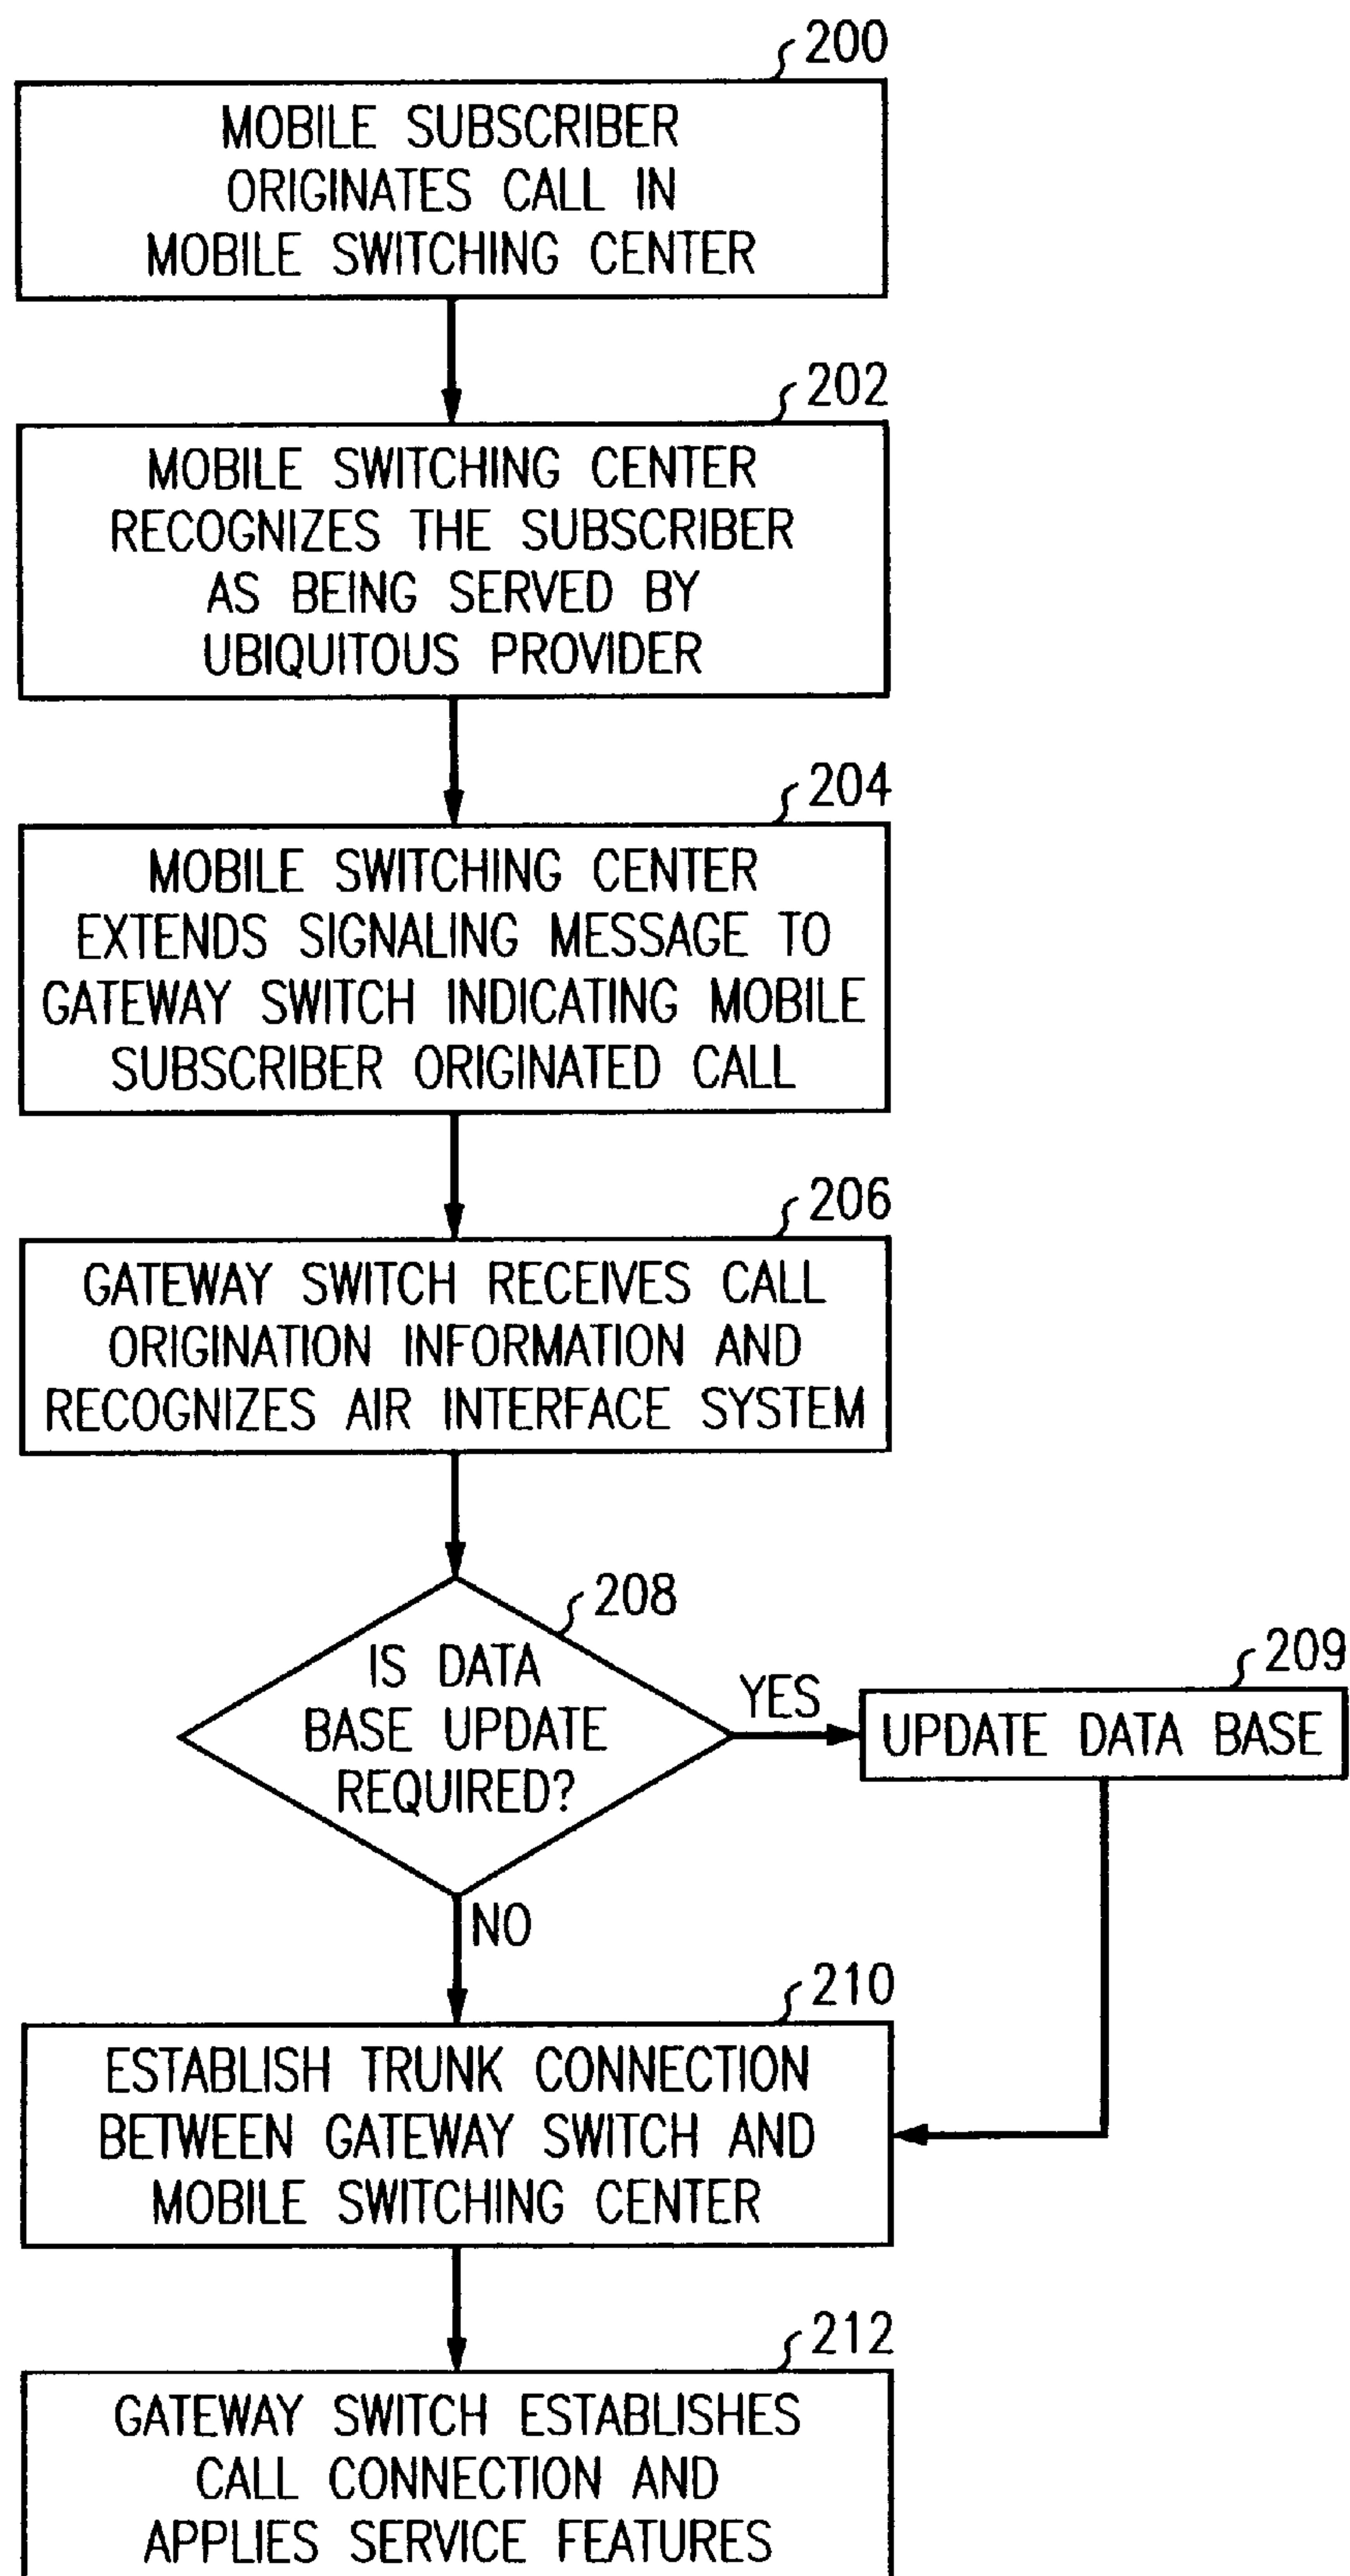 200
MOBILE SUBSCRIBER
ORIGINATES CALL IN
MOBILE SWITCHING CENTER
202
MOBILE SWITCHING CENTER
RECOGNIZES THE SUBSCRIBER
AS BEING SERVED BY
UBIQUITOUS PROVIDER
204
MOBILE SWITCHING CENTER
EXTENDS SIGNALING MESSAGE TO
GATEWAY SWITCH INDICATING MOBILE
SUBSCRIBER ORIGINATED CALL
206
GATEWAY SWITCH RECEIVES CALL
ORIGINATION INFORMATION AND
RECOGNIZES AIR INTERFACE SYSTEM
208
IS DATA
BASE UPDATE
REQUIRED?
YES
209
UPDATE DATA BASE
NO
210
ESTABLISH TRUNK CONNECTION
BETWEEN GATEWAY SWITCH AND
MOBILE SWITCHING CENTER
212
GATEWAY SWITCH ESTABLISHES
CALL CONNECTION AND
APPLIES SERVICE FEATURES